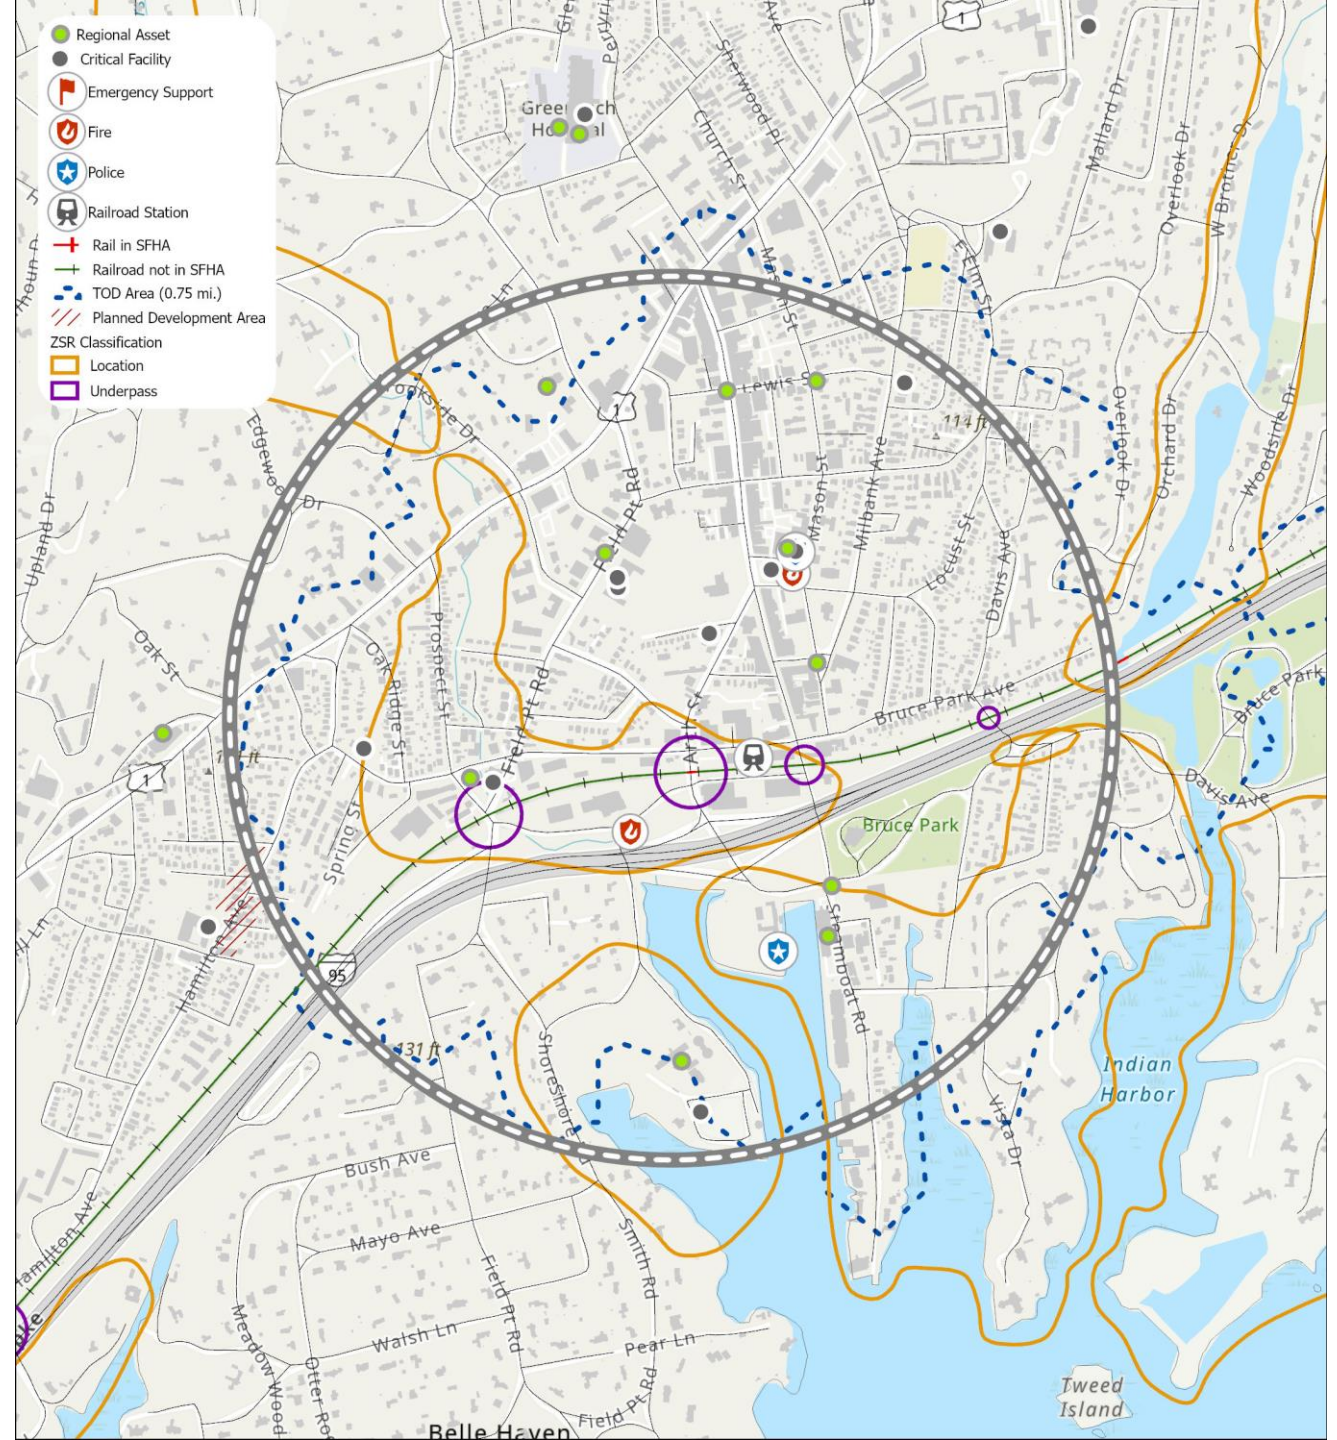 Regional Asset
Critical Facility
Emergency Support
Fire
Police
Railroad Station
Rail in SFHA
Railroad not in SFHA
TOD Area (0.75 mi.)
Planned Development Area
ZSR Classification
Location
Underpass
1
Sherwood Pl
Church St
Mallard Dr
Overlook Dr
W Brother Dr
E Elm St
Mason St
1
Lewis
114 ft
Overlook Dr
Orchard Dr
Woodside Dr
Edgewood Dr
Upland Dr
Field Pt Rd
Mason St
Milbank Ave
Locust St
Davis Ave
Oak St
Oak Ridge St
Prospect St
Field Pt Rd
Bruce Park Ave
Bruce Park
1
Davis Ave
Spring St
Bruce Park
Hamilton Ave
95
Steamboat Rd
131 ft
Shore
Shore
Indian
Harbor
Vista Dr
Bush Ave
Mayo Ave
Hamilton Ave
Smith Rd
Field Pt Rd
Walsh Ln
Pear Ln
Meadow Wood
Field Pt Rd
Tweed
Island
Belle Haven